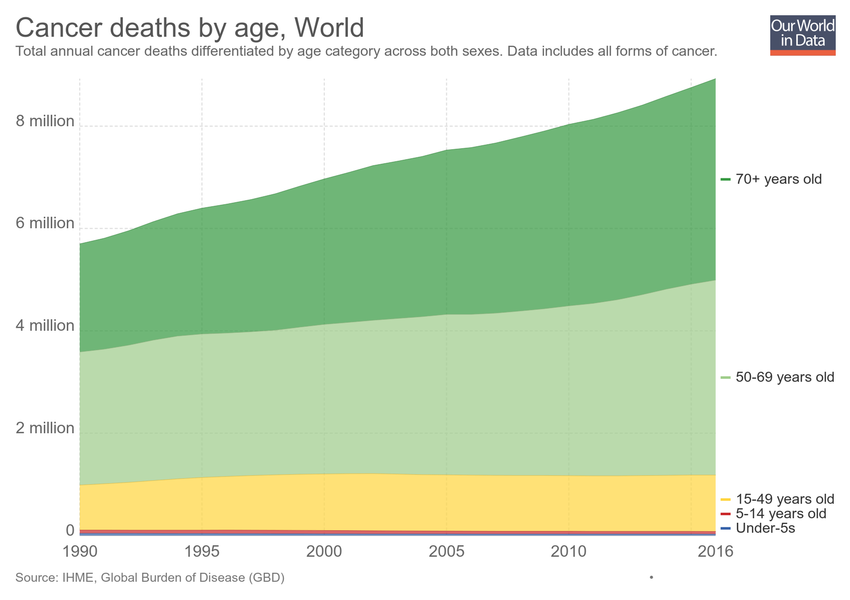 Cancer deaths by age, World
Total annual cancer deaths differentiated by age category across both sexes. Data includes all forms of cancer.
Our World
in Data
8 million
6 million
4 million
2 million
0
70+ years old
50-69 years old
15-49 years old
5-14 years old
Under-5s
1990
1995
2000
2005
2010
2016
Source: IHME, Global Burden of Disease (GBD)